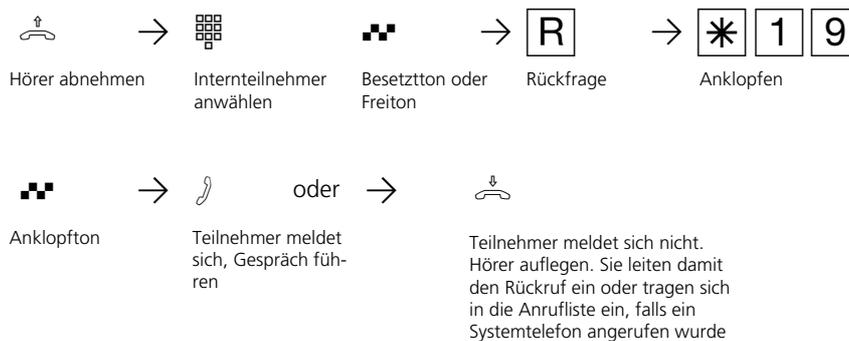 R
* 1 9
Hörer abnehmen
Internteilnehmer
anwählen
Besetztton oder
Freiton
Rückfrage
Anklopfen
oder
Anklopfton
Teilnehmer meldet
sich, Gespräch füh-
ren
Teilnehmer meldet sich nicht.
Hörer auflegen. Sie leiten damit
den Rückruf ein oder tragen sich
in die Anrufliste ein, falls ein
Systemtelefon angerufen wurde